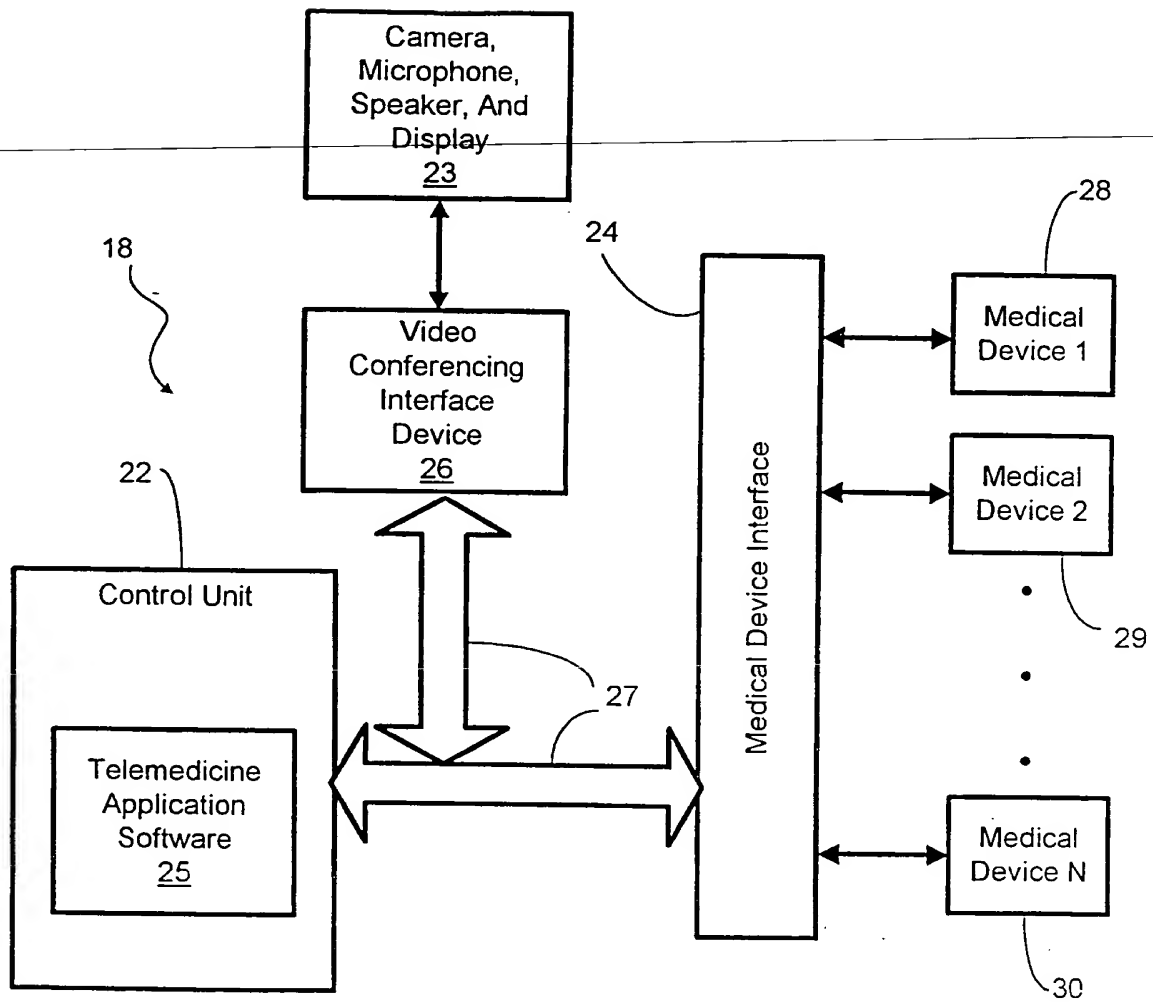 Camera,
Microphone,
Speaker, And
Display
23
28
24
18
Medical
Device 1
Video
Conferencing
Interface
Device
26
22
Medical
Device 2
Medical Device Interface
Control Unit
29
27
Telemedicine
Application
Software
25
Medical
Device N
30